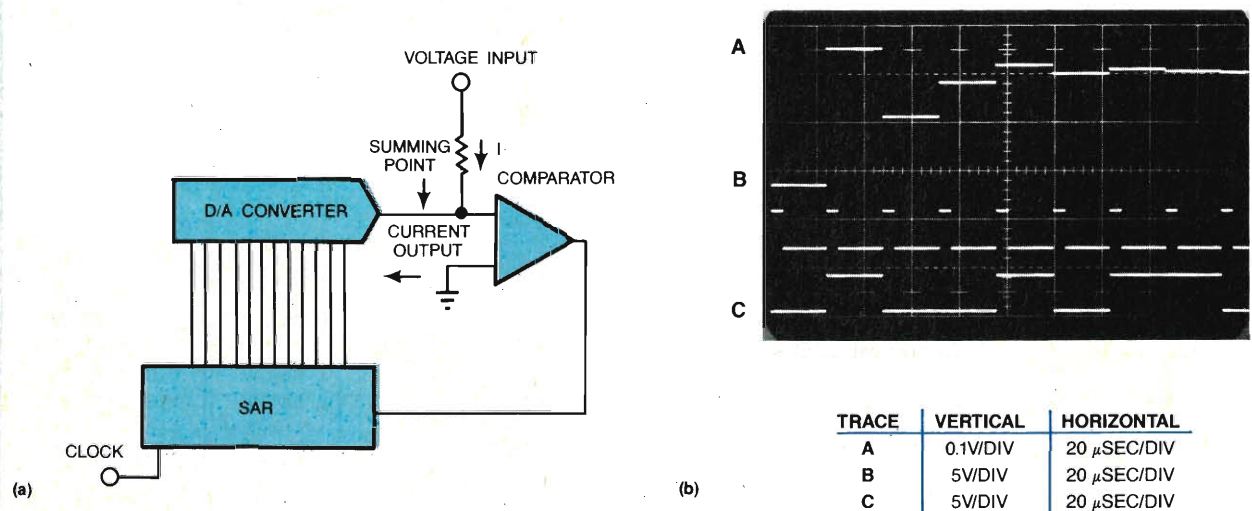 VOLTAGE INPUT
SUMMING
POINT
I
COMPARATOR
D/A CONVERTER
CURRENT
OUTPUT
SAR
CLOCK
(a)
A
B
C
(b)
TRACE VERTICAL HORIZONTAL
A 0.1V/DIV 20 µSEC/DIV
B 5V/DIV 20 µSEC/DIV
C 5V/DIV 20 µSEC/DIV